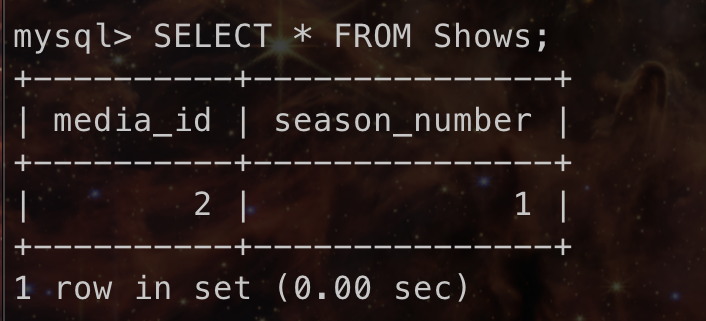 mysql> SELECT * FROM Shows;
+----------+---------------+
| media_id | season_number |
+----------+---------------+
|        2 |             1 |
+----------+---------------+
1 row in set (0.00 sec)